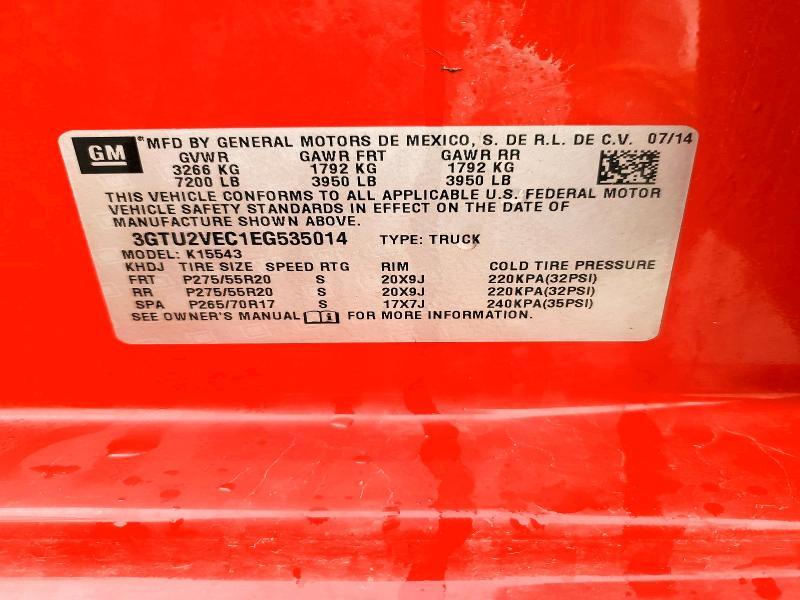 GM ® MFD BY GENERAL MOTORS DE MEXICO, S. DE R.L. DE C.V. 07/14
GVWR GAWR FRT GAWR RR
3266 KG 1792 KG 1792 KG
7200 LB 3950 LB 3950 LB
THIS VEHICLE CONFORMS TO ALL APPLICABLE U.S. FEDERAL MOTOR
VEHICLE SAFETY STANDARDS IN EFFECT ON THE DATE OF
MANUFACTURE SHOWN ABOVE.
3GTU2VEC1EG535014 TYPE: TRUCK
MODEL: K15543
KHDJ TIRE SIZE SPEED RTG RIM COLD TIRE PRESSURE
FRT P275/55R20 S 20X9J 220KPA(32PSI)
RR P275/55R20 S 20X9J 220KPA(32PSI)
SPA P265/70R17 S 17X7J 240KPA(35PSI)
SEE OWNER'S MANUAL FOR MORE INFORMATION.